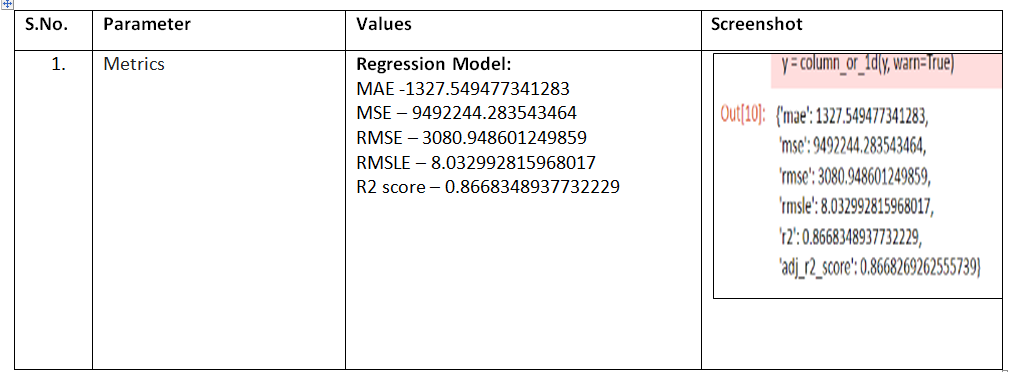 S.No. Parameter Values Screenshot
1. Metrics Regression Model:
MAE -1327.549477341283
MSE – 9492244.283543464
RMSE – 3080.948601249859
RMSLE – 8.032992815968017
R2 score – 0.8668348937732229
y = column_or_1d(y, warn=True)
Out[10]: {'mae': 1327.549477341283,
'mse': 9492244.283543464,
'rmse': 3080.948601249859,
'rmsle': 8.032992815968017,
'r2': 0.8668348937732229,
'adj_r2_score': 0.8668269262555739}